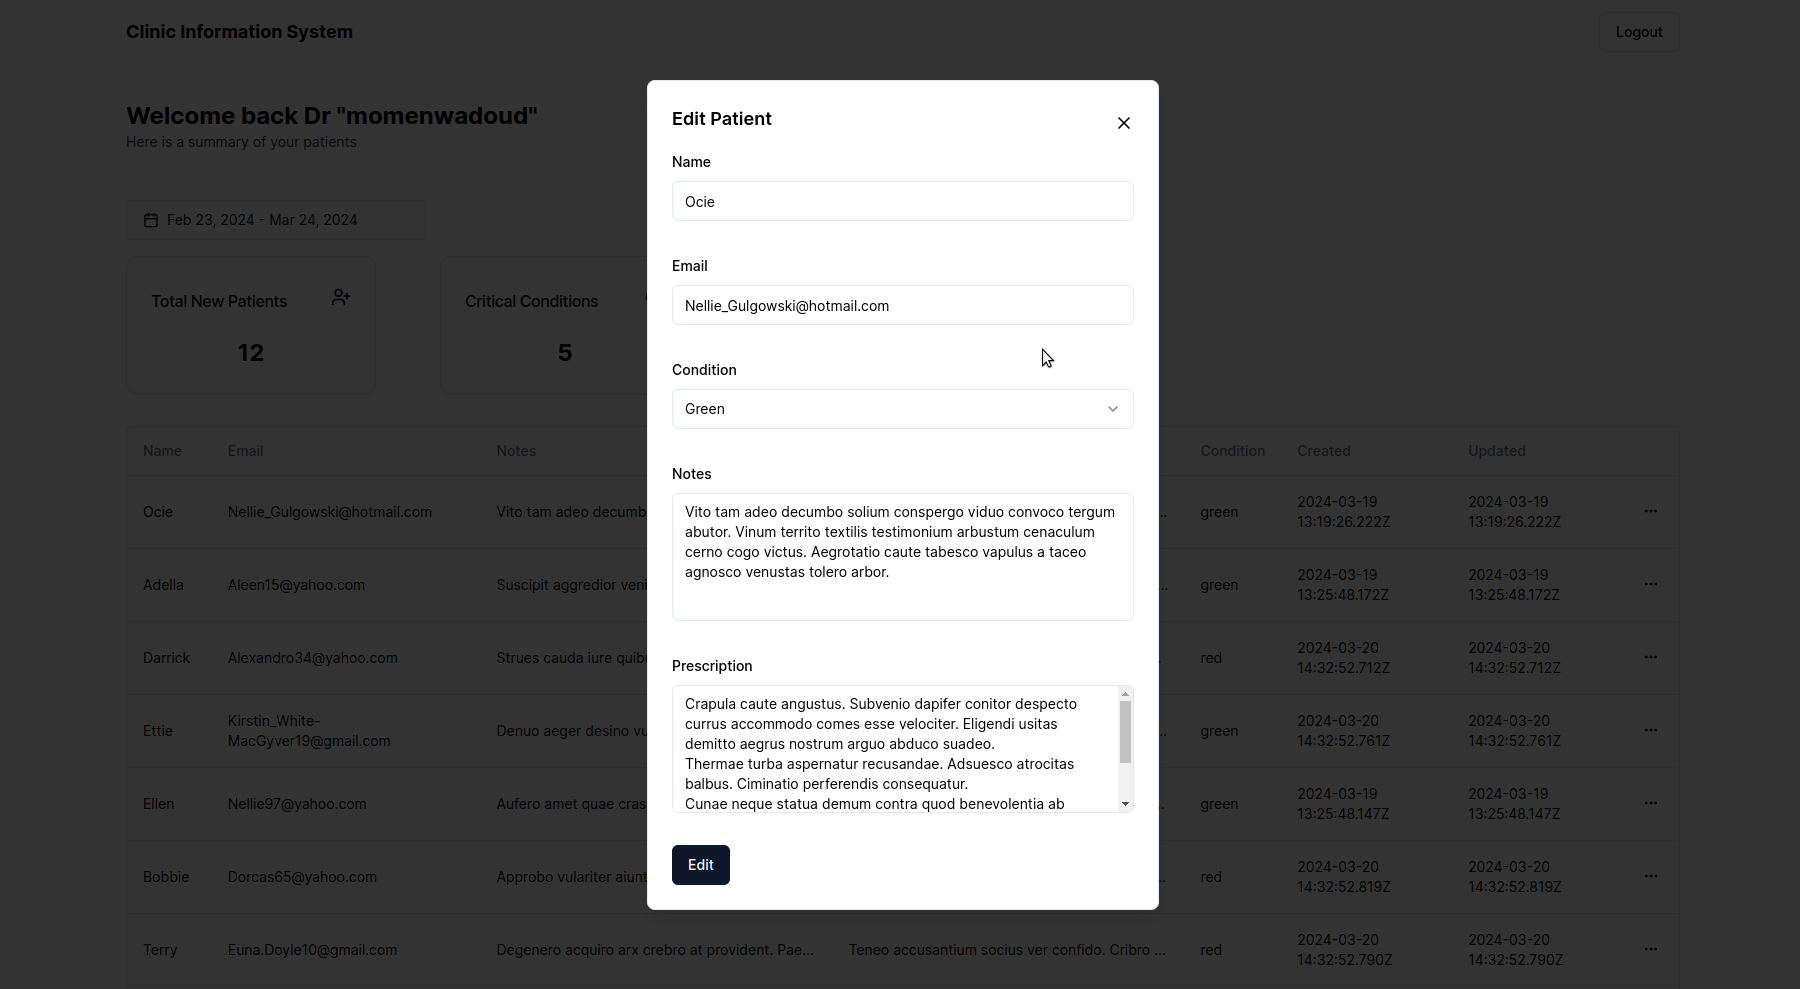 Clinic Information System
Logout
Welcome back Dr "momenwadoud"
Here is a summary of your patients
Feb 23, 2024 - Mar 24, 2024
Total New Patients
12
Critical Conditions
5
Edit Patient
Name
Ocie
Email
Nellie_Gulgowski@hotmail.com
Condition
Green
Notes
Vito tam adeo decumbo solium conspergo viduo convoco tergum
abutor. Vinum territo textilis testimonium arbustum cenaculum
cerno cogo victus. Aegrotatio caute tabesco vapulus a taceo
agnosco venustas tolero arbor.
Prescription
Crapula caute angustus. Subvenio dapifer conitor despecto
currus accommodo comes esse velociter. Eligendi usitas
demitto aegrus nostrum arguo abduco suadeo.
Thermae turba aspernatur recusandae. Adsuesco atrocitas
balbus. Ciminatio perferendis consequatur.
Cunae neque statua demum contra quod benevolentia ab
Edit
Name Email Notes Condition Created Updated
Ocie Nellie_Gulgowski@hotmail.com Vito tam adeo decumb ... green 2024-03-19 2024-03-19
13:19:26.222Z 13:19:26.222Z
Adella Aleen15@yahoo.com Suscipit aggredior veni ... green 2024-03-19 2024-03-19
13:25:48.172Z 13:25:48.172Z
Darrick Alexandro34@yahoo.com Strues cauda iure quib red 2024-03-20 2024-03-20
14:32:52.712Z 14:32:52.712Z
Ettie Kirstin_White- Denuo aeger desino vu green 2024-03-20 2024-03-20
MacGyver19@gmail.com 14:32:52.761Z 14:32:52.761Z
Ellen Nellie97@yahoo.com Aufero amet quae cras green 2024-03-19 2024-03-19
13:25:48.147Z 13:25:48.147Z
Bobbie Dorcas65@yahoo.com Approbo vulariter aiunt red 2024-03-20 2024-03-20
14:32:52.819Z 14:32:52.819Z
Terry Euna.Doyle10@gmail.com Degenero acquiro arx crebro at provident. Pae... Teneo accusantium socius ver confido. Cribro ... red 2024-03-20 2024-03-20
14:32:52.790Z 14:32:52.790Z